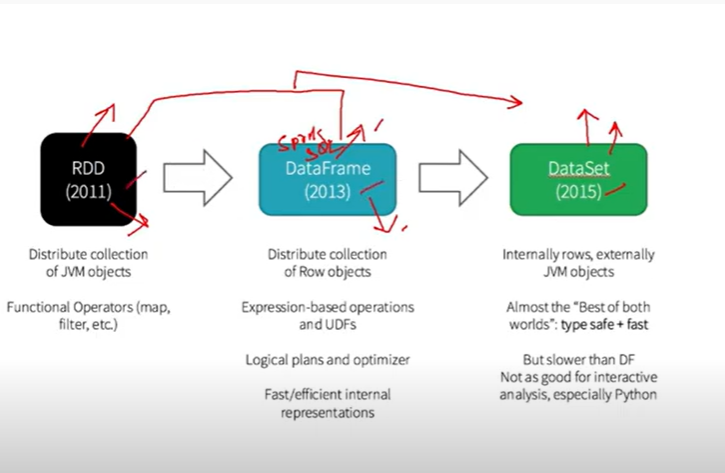 Spark
SQL
RDD
(2011)
DataFrame
(2013)
DataSet
(2015)
Distribute collection
of JVM objects
Functional Operators (map,
filter, etc.)
Distribute collection
of Row objects
Expression-based operations
and UDFs
Logical plans and optimizer
Fast/efficient internal
representations
Internally rows, externally
JVM objects
Almost the “Best of both
worlds”: type safe + fast
But slower than DF
Not as good for interactive
analysis, especially Python